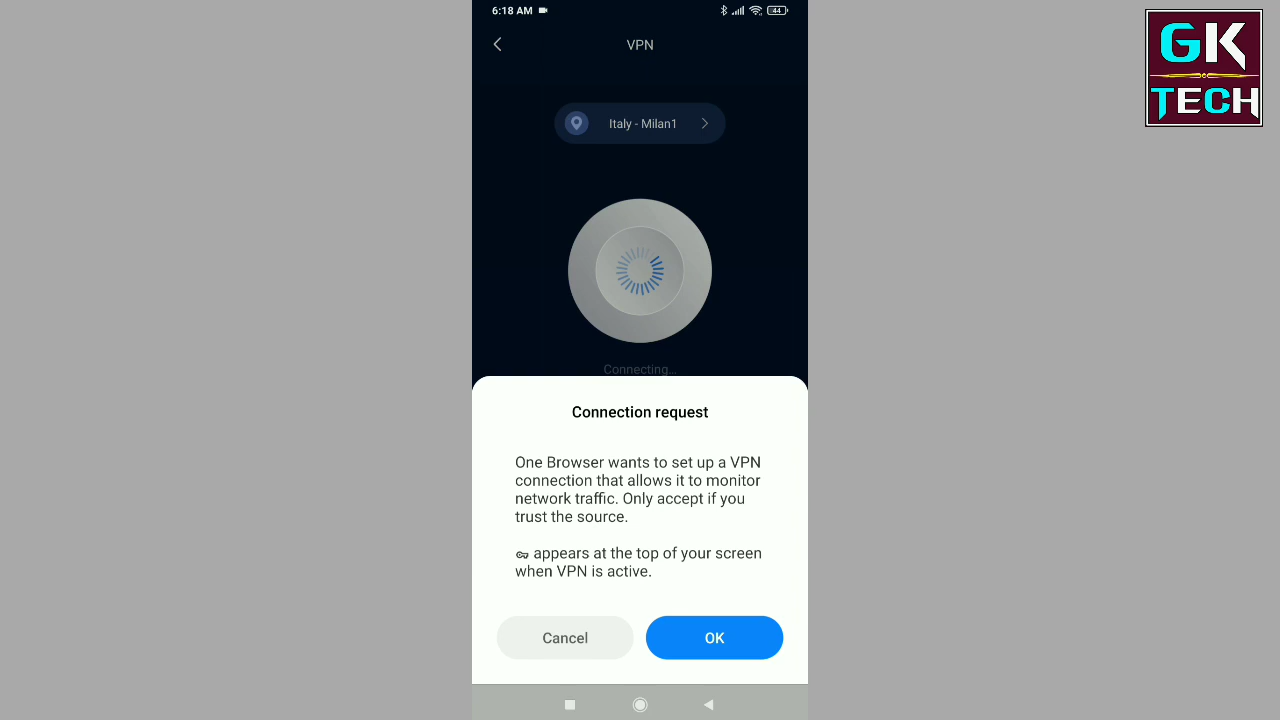 6:18 AM
44
VPN
Italy - Milan1
Connecting...
Connection request
One Browser wants to set up a VPN
connection that allows it to monitor
network traffic. Only accept if you
trust the source.
appears at the top of your screen
when VPN is active.
Cancel
OK
GK
TECH